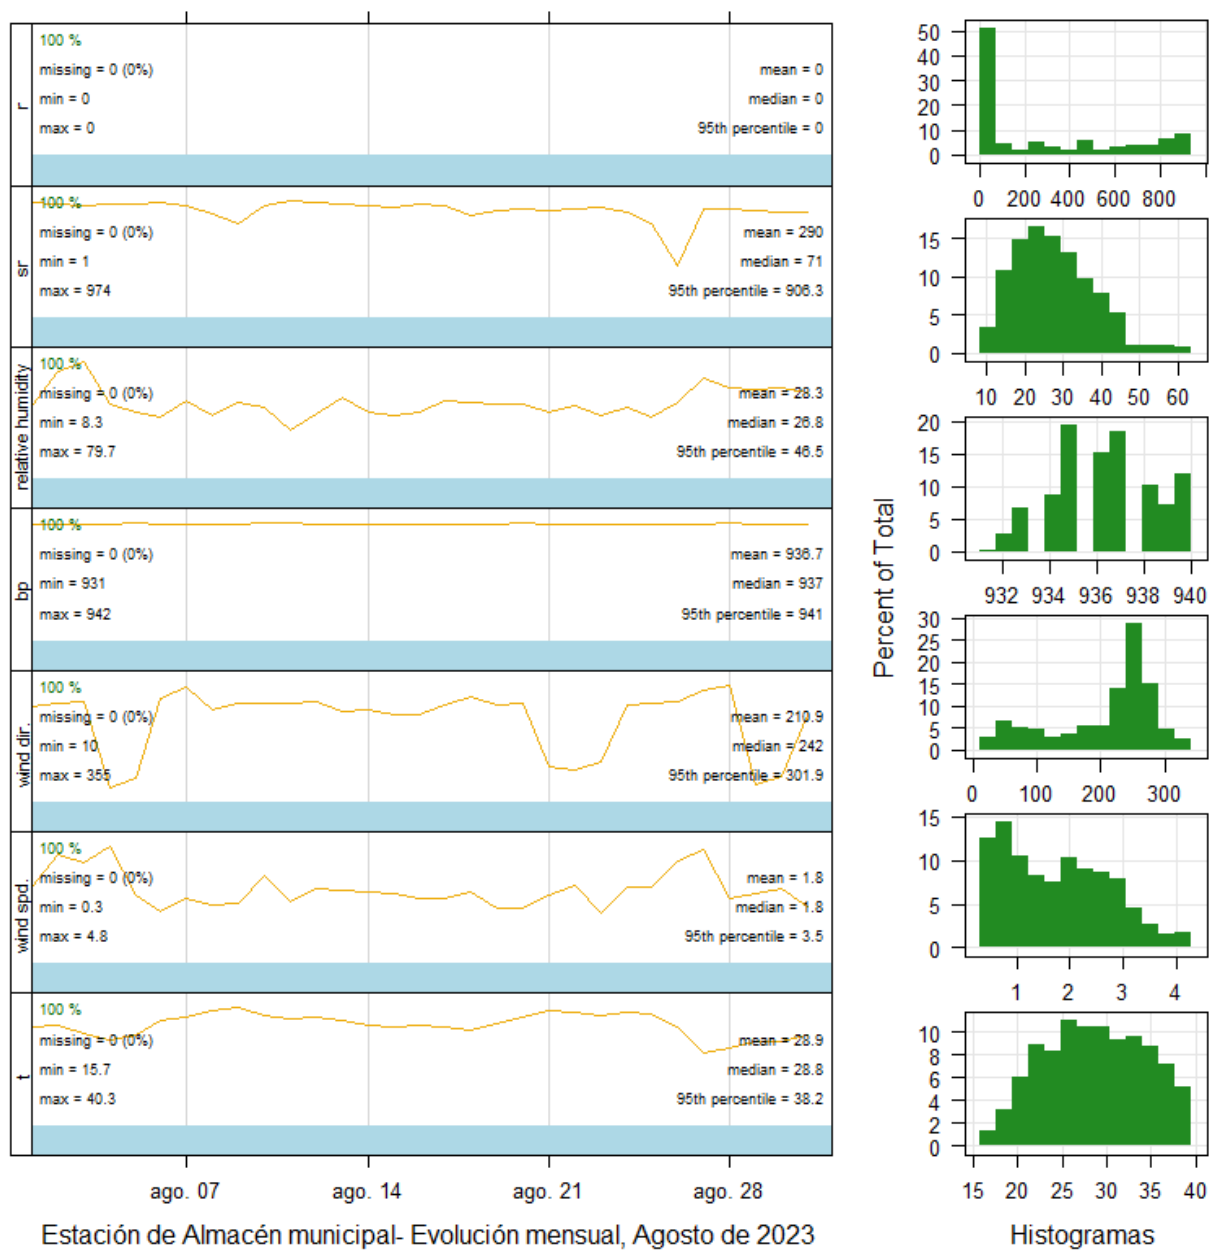 r
100 %
missing = 0 (0%)
min = 0
max = 0
mean = 0
median = 0
95th percentile = 0
sr
100 %
missing = 0 (0%)
min = 1
max = 974
mean = 290
median = 71
95th percentile = 906.3
relative humidity
100 %
missing = 0 (0%)
min = 8.3
max = 79.7
mean = 28.3
median = 26.8
95th percentile = 46.5
bp
100 %
missing = 0 (0%)
min = 931
max = 942
mean = 936.7
median = 937
95th percentile = 941
wind dir.
100 %
missing = 0 (0%)
min = 10
max = 355
mean = 210.9
median = 242
95th percentile = 301.9
wind spd.
100 %
missing = 0 (0%)
min = 0.3
max = 4.8
mean = 1.8
median = 1.8
95th percentile = 3.5
t
100 %
missing = 0 (0%)
min = 15.7
max = 40.3
mean = 28.9
median = 28.8
95th percentile = 38.2
ago. 07 ago. 14 ago. 21 ago. 28
Estación de Almacén municipal- Evolución mensual, Agosto de 2023
Percent of Total
50
40
30
20
10
0
0 200 400 600 800
15
10
5
0
10 20 30 40 50 60
20
15
10
5
0
932 934 936 938 940
30
25
20
15
10
5
0
0 100 200 300
15
10
5
0
1 2 3 4
10
8
6
4
2
0
15 20 25 30 35 40
Histogramas